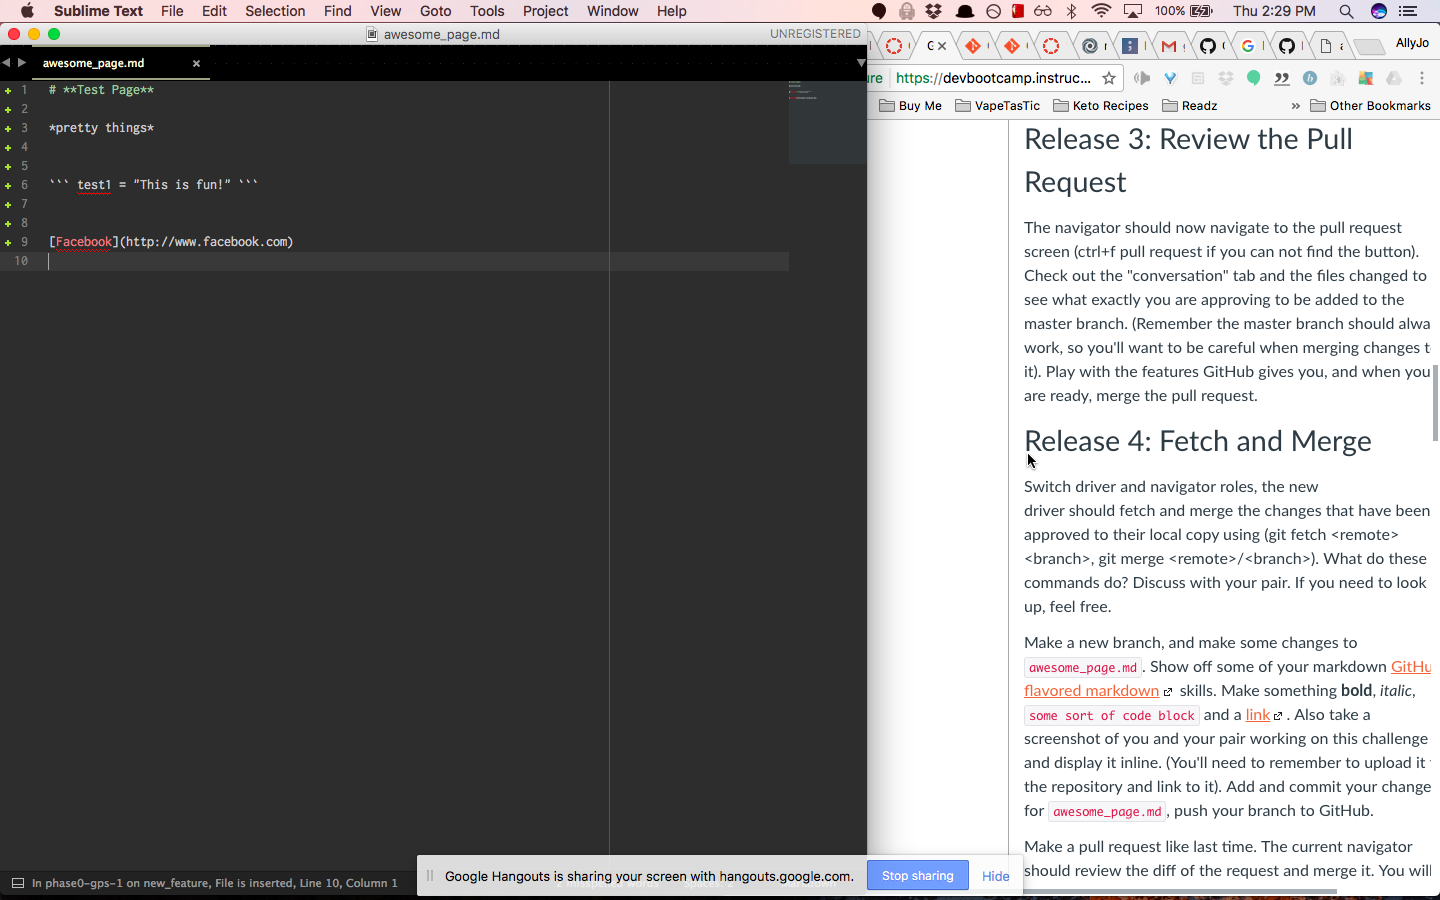 Sublime Text File Edit Selection Find View Goto Tools Project Window Help 100% Thu 2:29 PM
awesome_page.md UNREGISTERED
awesome_page.md
AllyJo
ure https://devbootcamp.instruc...
Buy Me VapeTasTic Keto Recipes Readz » Other Bookmarks
1 # **Test Page**
2
3 *pretty things*
4
5
6 ``` test1 = "This is fun!" ```
7
8
9 [Facebook](http://www.facebook.com)
10
Release 3: Review the Pull
Request
The navigator should now navigate to the pull request
screen (ctrl+f pull request if you can not find the button).
Check out the "conversation" tab and the files changed to
see what exactly you are approving to be added to the
master branch. (Remember the master branch should alwa
work, so you'll want to be careful when merging changes t
it). Play with the features GitHub gives you, and when you
are ready, merge the pull request.
Release 4: Fetch and Merge
Switch driver and navigator roles, the new
driver should fetch and merge the changes that have been
approved to their local copy using (git fetch <remote>
<branch>, git merge <remote>/<branch>). What do these
commands do? Discuss with your pair. If you need to look
up, feel free.
Make a new branch, and make some changes to
awesome_page.md. Show off some of your markdown GitHu
flavored markdown skills. Make something bold, italic,
some sort of code block and a link. Also take a
screenshot of you and your pair working on this challenge
and display it inline. (You'll need to remember to upload it
the repository and link to it). Add and commit your change
for awesome_page.md, push your branch to GitHub.
Make a pull request like last time. The current navigator
should review the diff of the request and merge it. You will
In phase0-gps-1 on new_feature, File is inserted, Line 10, Column 1
Google Hangouts is sharing your screen with hangouts.google.com. Stop sharing Hide